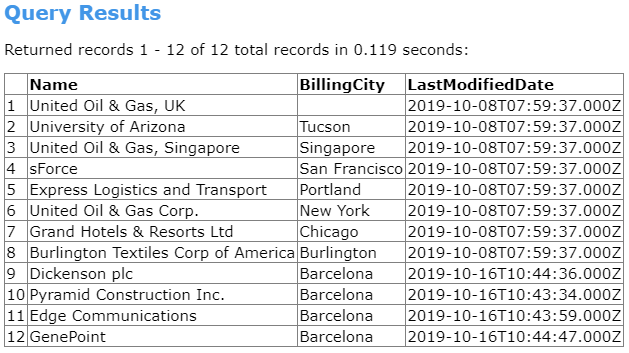 Query Results
Returned records 1 - 12 of 12 total records in 0.119 seconds:
Name BillingCity LastModifiedDate
1 United Oil & Gas, UK 2019-10-08T07:59:37.000Z
2 University of Arizona Tucson 2019-10-08T07:59:37.000Z
3 United Oil & Gas, Singapore Singapore 2019-10-08T07:59:37.000Z
4 sForce San Francisco 2019-10-08T07:59:37.000Z
5 Express Logistics and Transport Portland 2019-10-08T07:59:37.000Z
6 United Oil & Gas Corp. New York 2019-10-08T07:59:37.000Z
7 Grand Hotels & Resorts Ltd Chicago 2019-10-08T07:59:37.000Z
8 Burlington Textiles Corp of America Burlington 2019-10-08T07:59:37.000Z
9 Dickenson plc Barcelona 2019-10-16T10:44:36.000Z
10 Pyramid Construction Inc. Barcelona 2019-10-16T10:43:34.000Z
11 Edge Communications Barcelona 2019-10-16T10:43:59.000Z
12 GenePoint Barcelona 2019-10-16T10:44:47.000Z